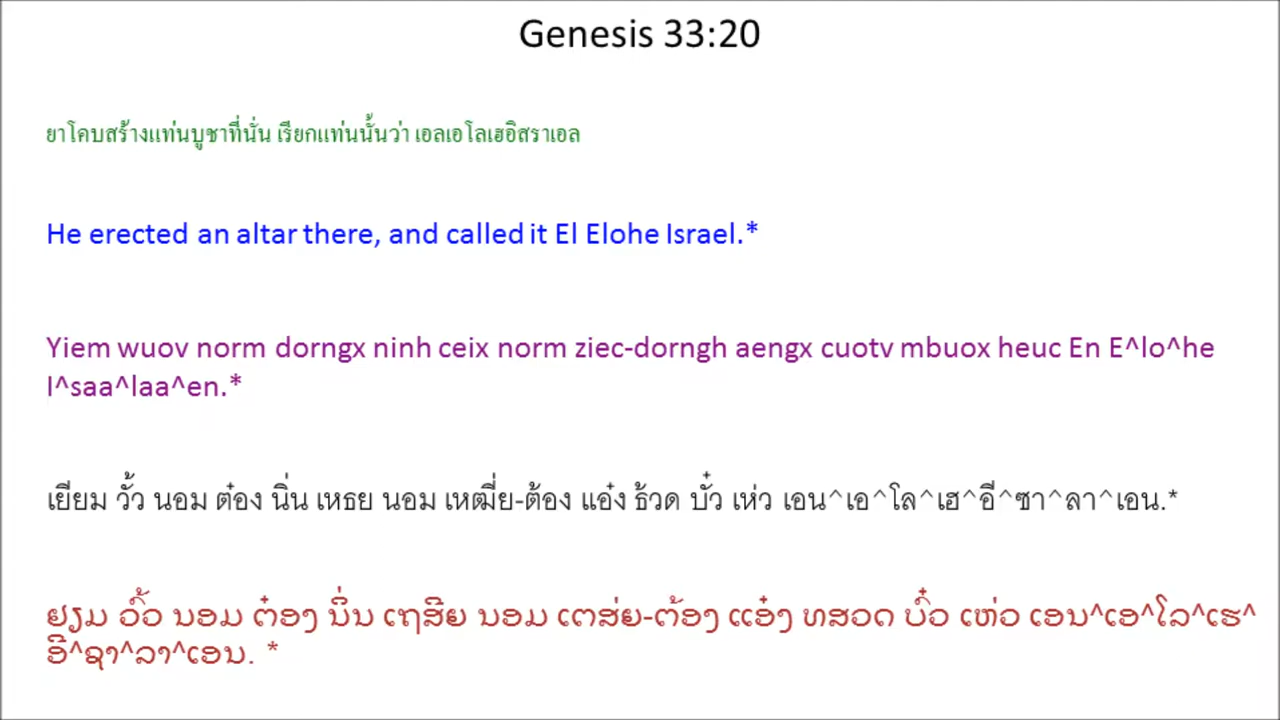 Genesis 33:20
ยาโคบสร้างแท่นบูชาที่นั่น เรียกแท่นนั้นว่า เอลเอโลเฮอิสราเอล
He erected an altar there, and called it El Elohe Israel.*
Yiem wuov norm dorngx ninh ceix norm ziec-dorngh aengx cuotv mbuox heuc En E^lo^he
I^saa^laa^en.*
เยียม วั้ว นอม ต๋อง นิ่น เหธย นอม เหฒี่ย-ต้อง แอ๋ง ธ้วด บั๋ว เห่ว เอน^เอ^โล^เฮ^อี^ซา^ลา^เอน.*
ຢຽມ ວົ້ວ ນອມ ຕ໋ອງ ນິ່ນ ເຖສີຍ ນອມ ເຕສ່ຍ-ຕ້ອງ ແອ໋ງ ທສວດ ບົ໋ວ ເຫ່ວ ເອນ^ເອ^ໂລ^ເຮ^
ອີ^ຊາ^ລາ^ເອນ. *